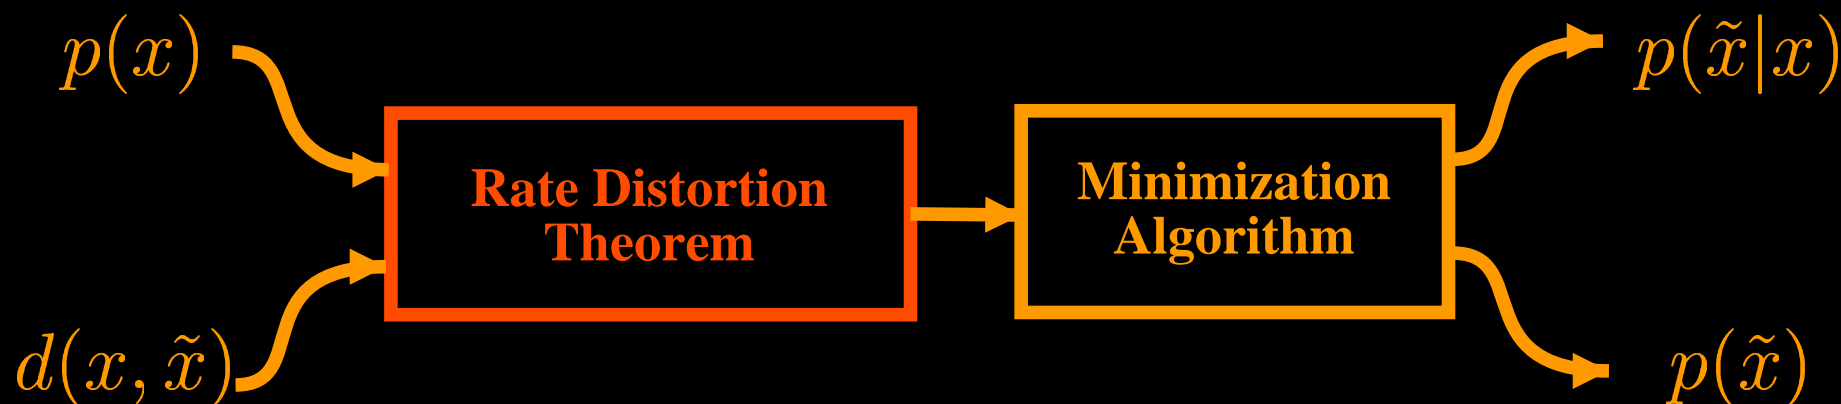 p(x)
d(x, x̃)
Rate Distortion
Theorem
Minimization
Algorithm
p(x̃|x)
p(x̃)